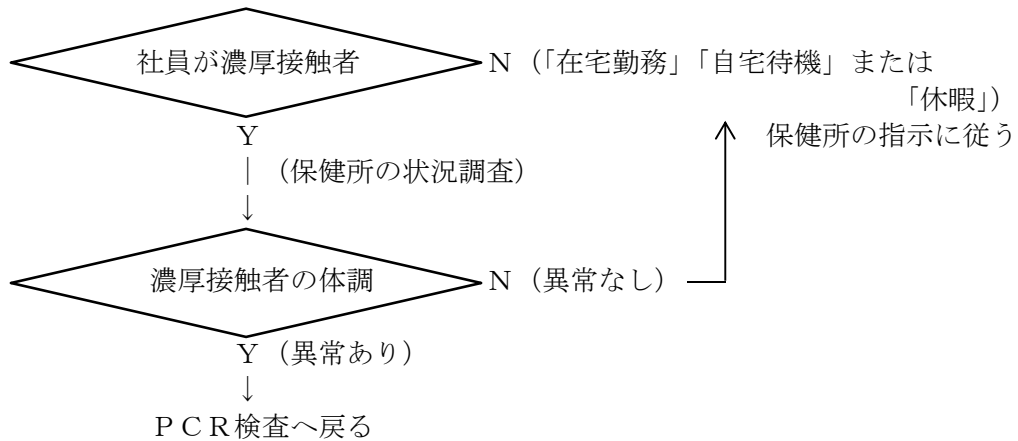 社員が濃厚接触者
N（「在宅勤務」「自宅待機」または
「休暇」）
保健所の指示に従う
Y
（保健所の状況調査）
濃厚接触者の体調
N（異常なし）
Y（異常あり）
PCR検査へ戻る